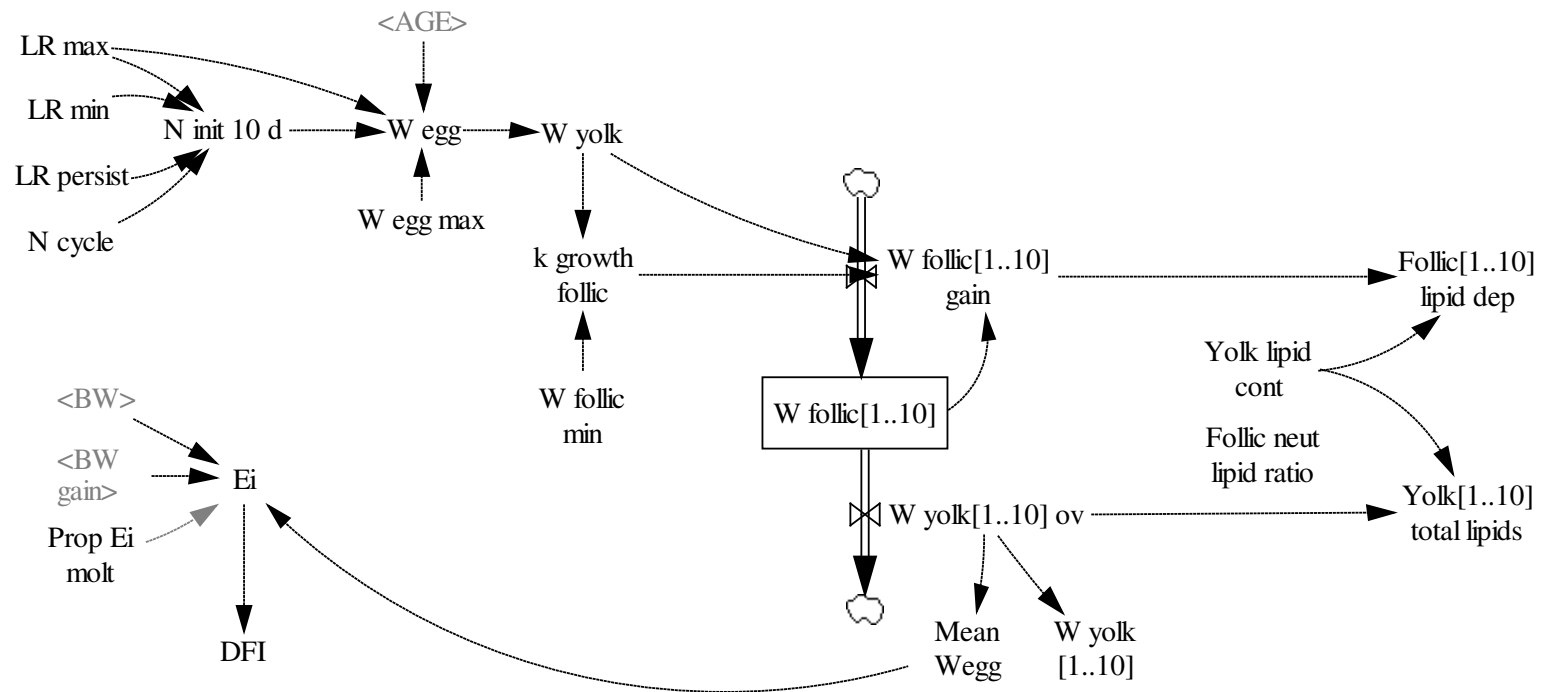 <AGE>
LR max
LR min
N init 10 d
W egg
W yolk
LR persist
W egg max
N cycle
k growth
follic
W follic[1..10]
gain
Follic[1..10]
lipid dep
Yolk lipid
cont
W follic
min
W follic[1..10]
<BW>
<BW
gain>
Ei
Prop Ei
molt
Follic neut
lipid ratio
W yolk[1..10] ov
Yolk[1..10]
total lipids
DFI
Mean
Wegg
W yolk
[1..10]